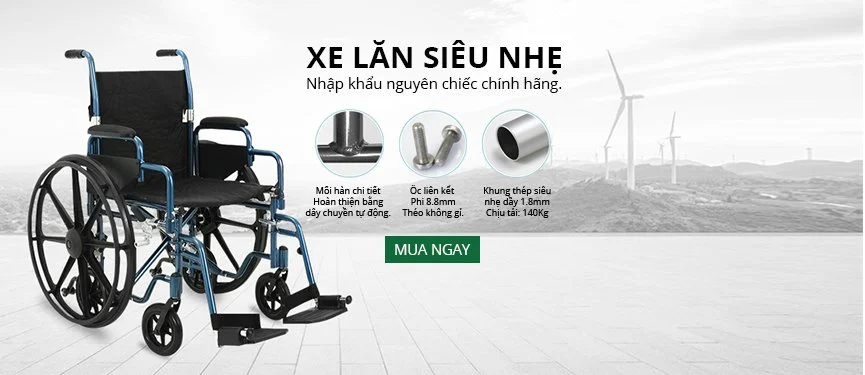 XE LĂN SIÊU NHẸ
Nhập khẩu nguyên chiếc chính hãng.
Mối hàn chi tiết
Hoàn thiện bằng
dây chuyền tự động.
Ốc liên kết
Phi 8.8mm
Théo không gỉ.
Khung thép siêu
nhẹ dầy 1.8mm
Chịu tải: 140Kg
MUA NGAY